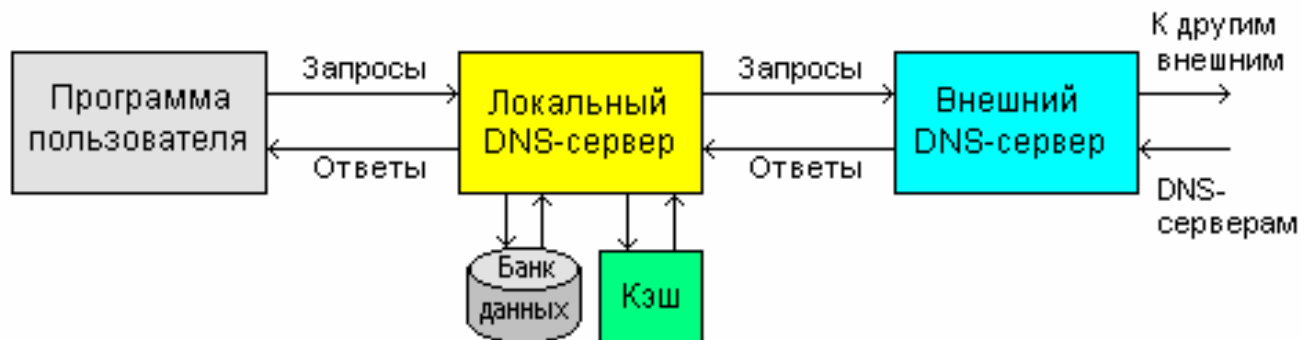 К другим
внешним
Запросы
Запросы
Программа
пользователя
Локальный
DNS-сервер
Внешний
DNS-сервер
Ответы
Ответы
DNS-
серверам
Банк
данных
Кэш